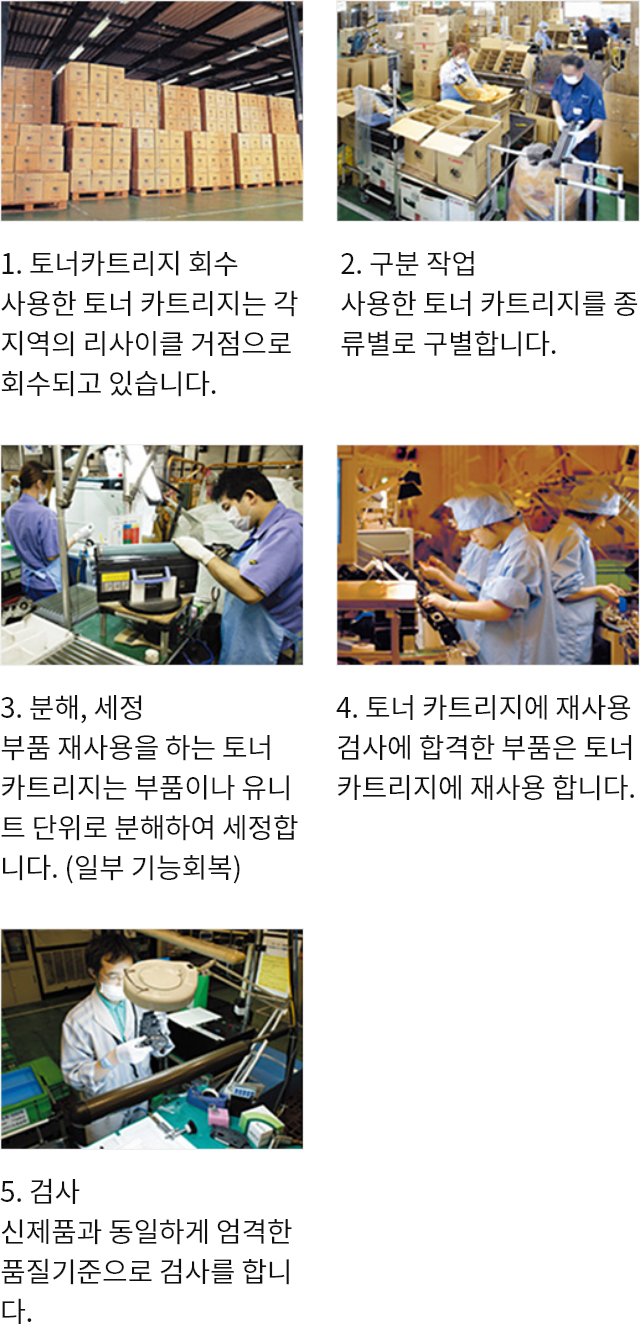 1. 토너카트리지 회수
사용한 토너 카트리지는 각
지역의 리사이클 거점으로
회수되고 있습니다.
2. 구분 작업
사용한 토너 카트리지를 종
류별로 구별합니다.
3. 분해, 세정
부품 재사용을 하는 토너
카트리지는 부품이나 유니
트 단위로 분해하여 세정합
니다. (일부 기능회복)
4. 토너 카트리지에 재사용
검사에 합격한 부품은 토너
카트리지에 재사용 합니다.
5. 검사
신제품과 동일하게 엄격한
품질기준으로 검사를 합니
다.